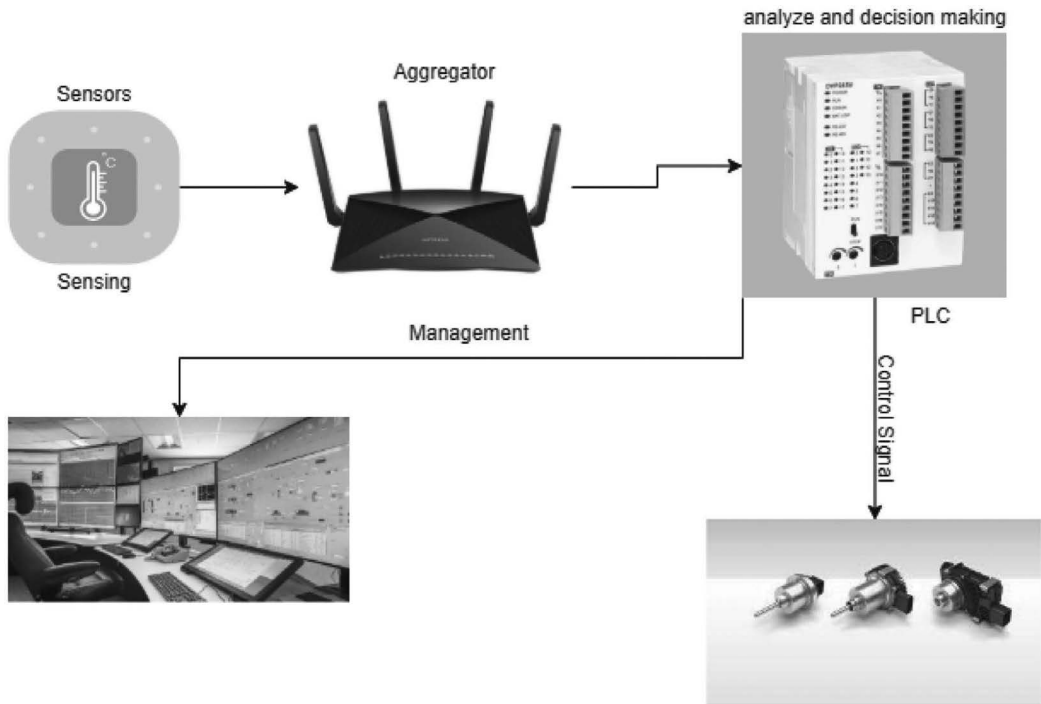 analyze and decision making
Aggregator
Sensors
°C
Sensing
PLC
Management
Control Signal